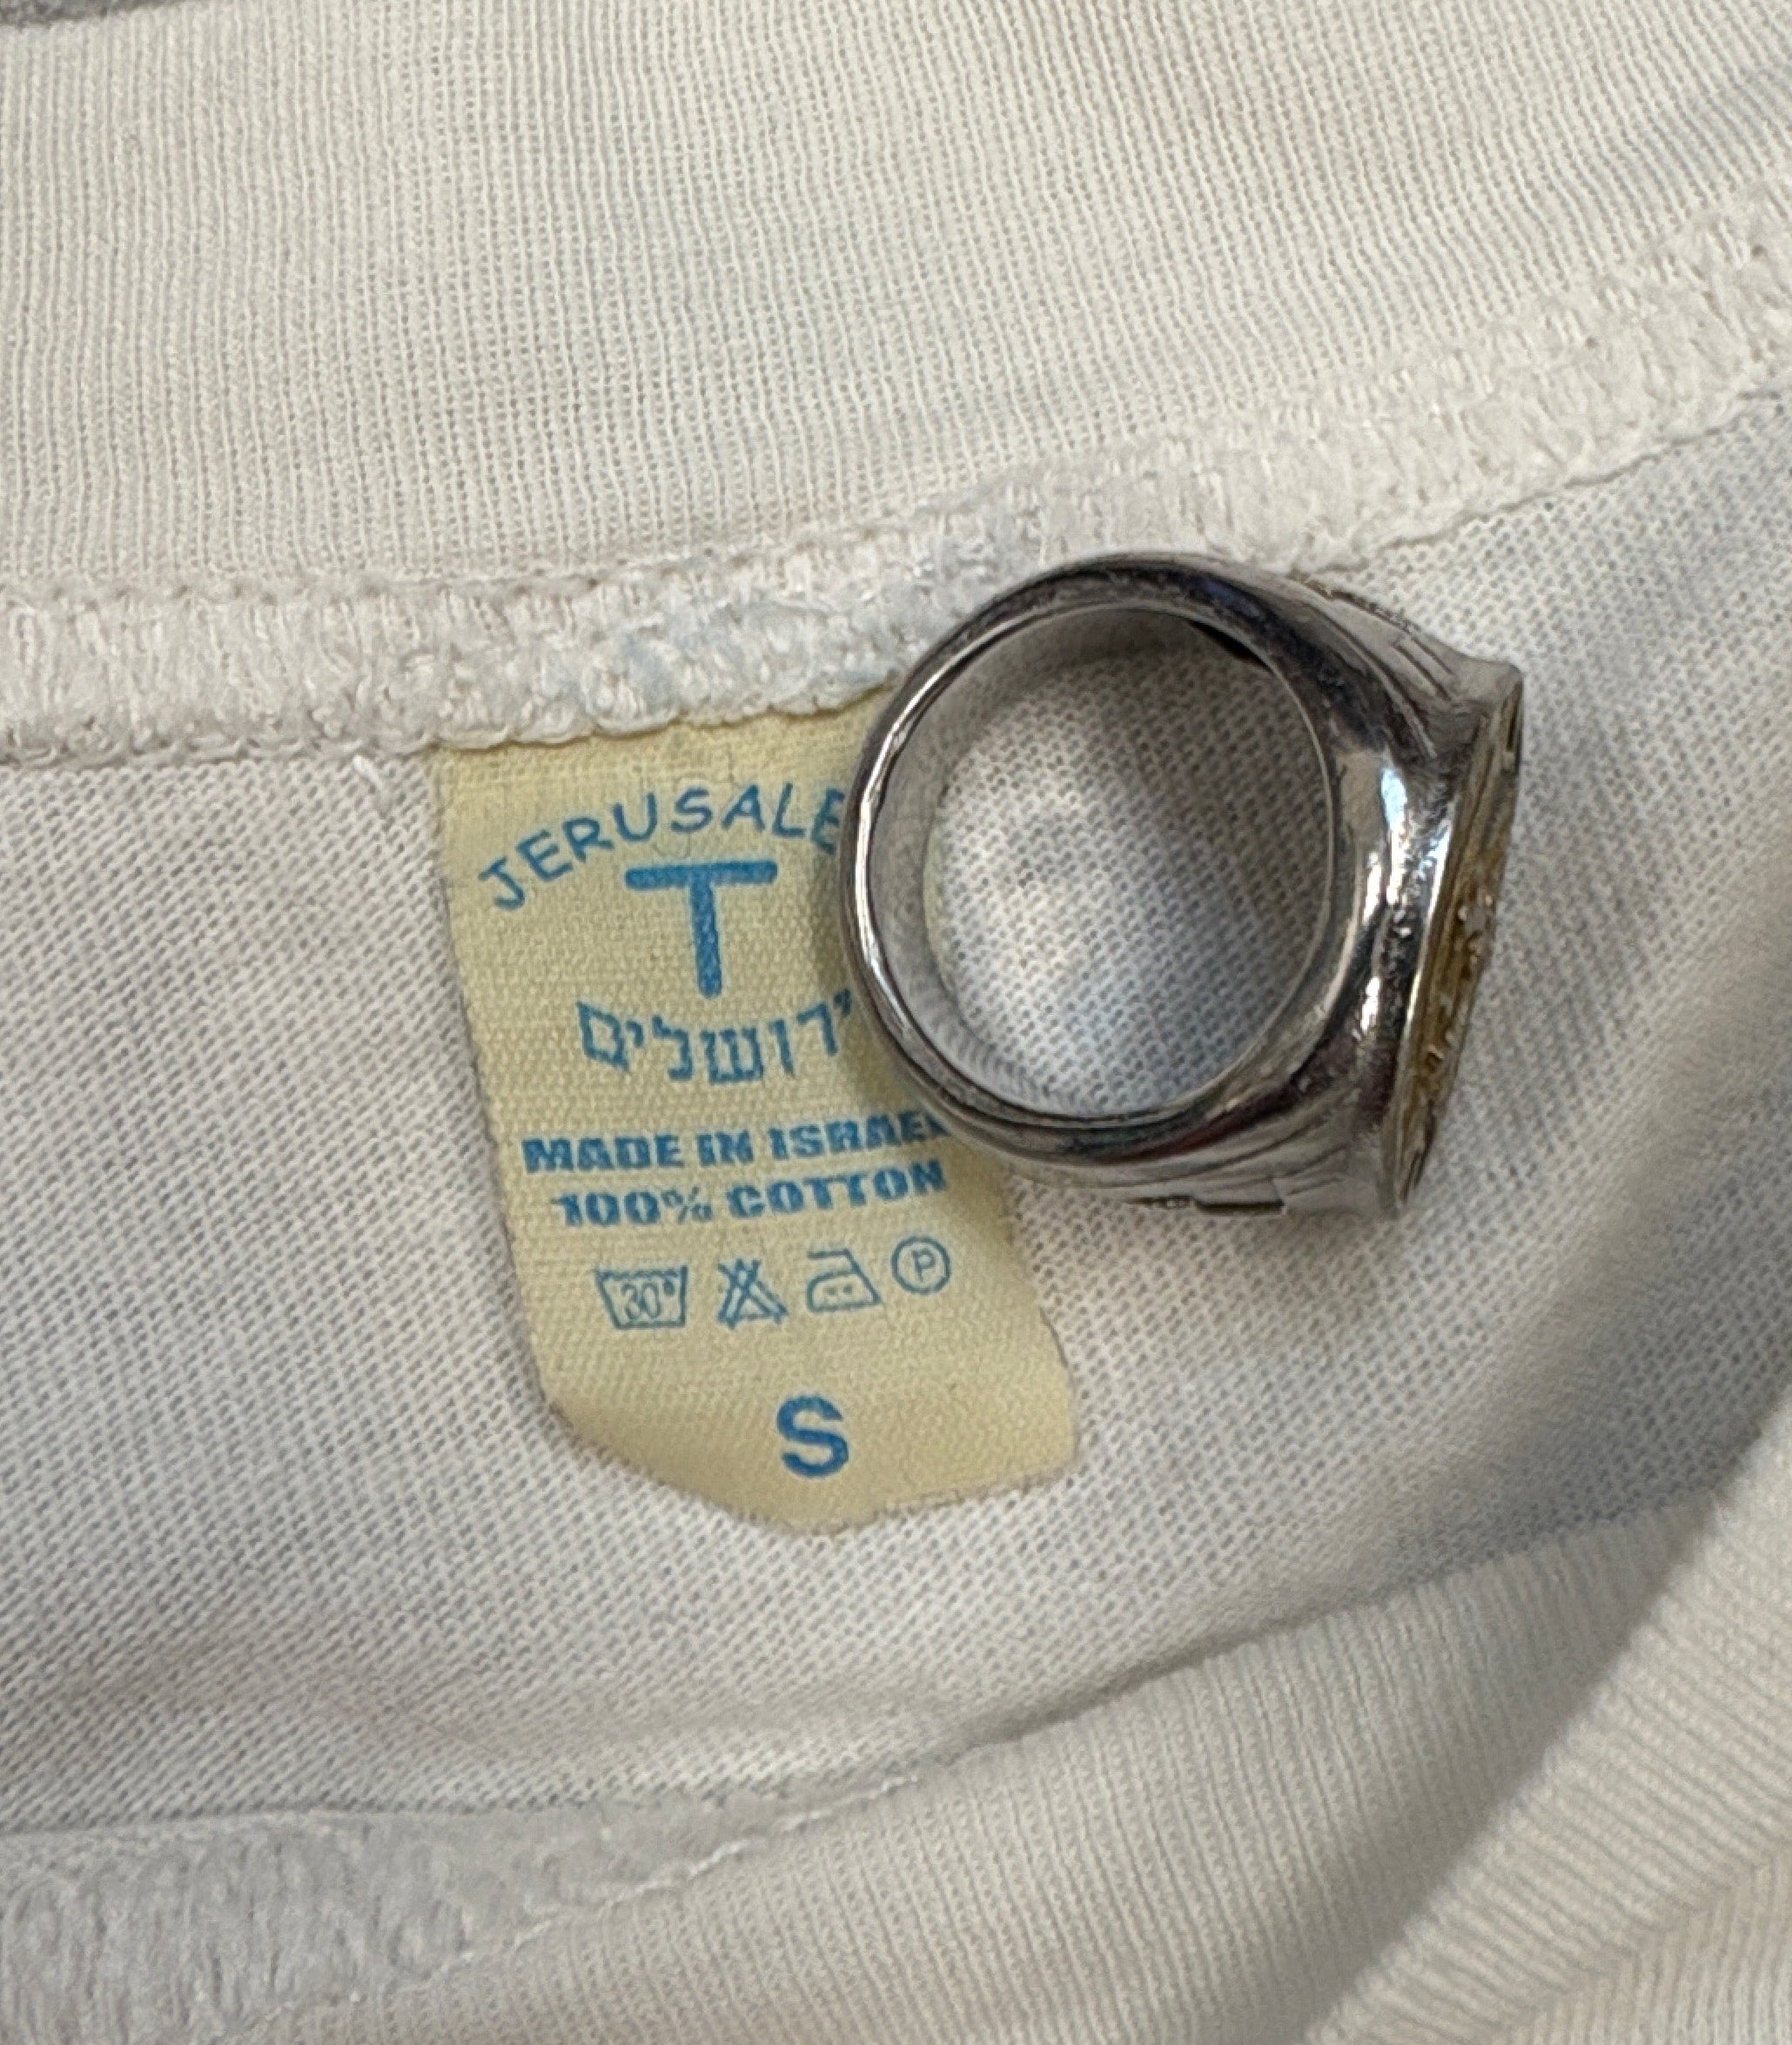 JERUSALE
T
ירושלים
MADE IN ISRAEL
100% COTTON
30° P
S